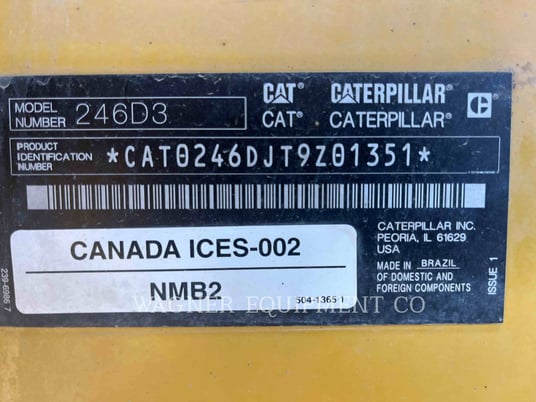 MODEL NUMBER 246D3
CAT® CATERPILLAR®
CAT® CATERPILLAR®
PRODUCT IDENTIFICATION NUMBER *CAT0246DJT9Z01351*
CANADA ICES-002
NMB2
504-1365 1
CATERPILLAR INC.
PEORIA, IL 61629
USA
MADE IN BRAZIL
OF DOMESTIC AND
FOREIGN COMPONENTS
ISSUE 1
239-6986 7
WAGNER EQUIPMENT CO